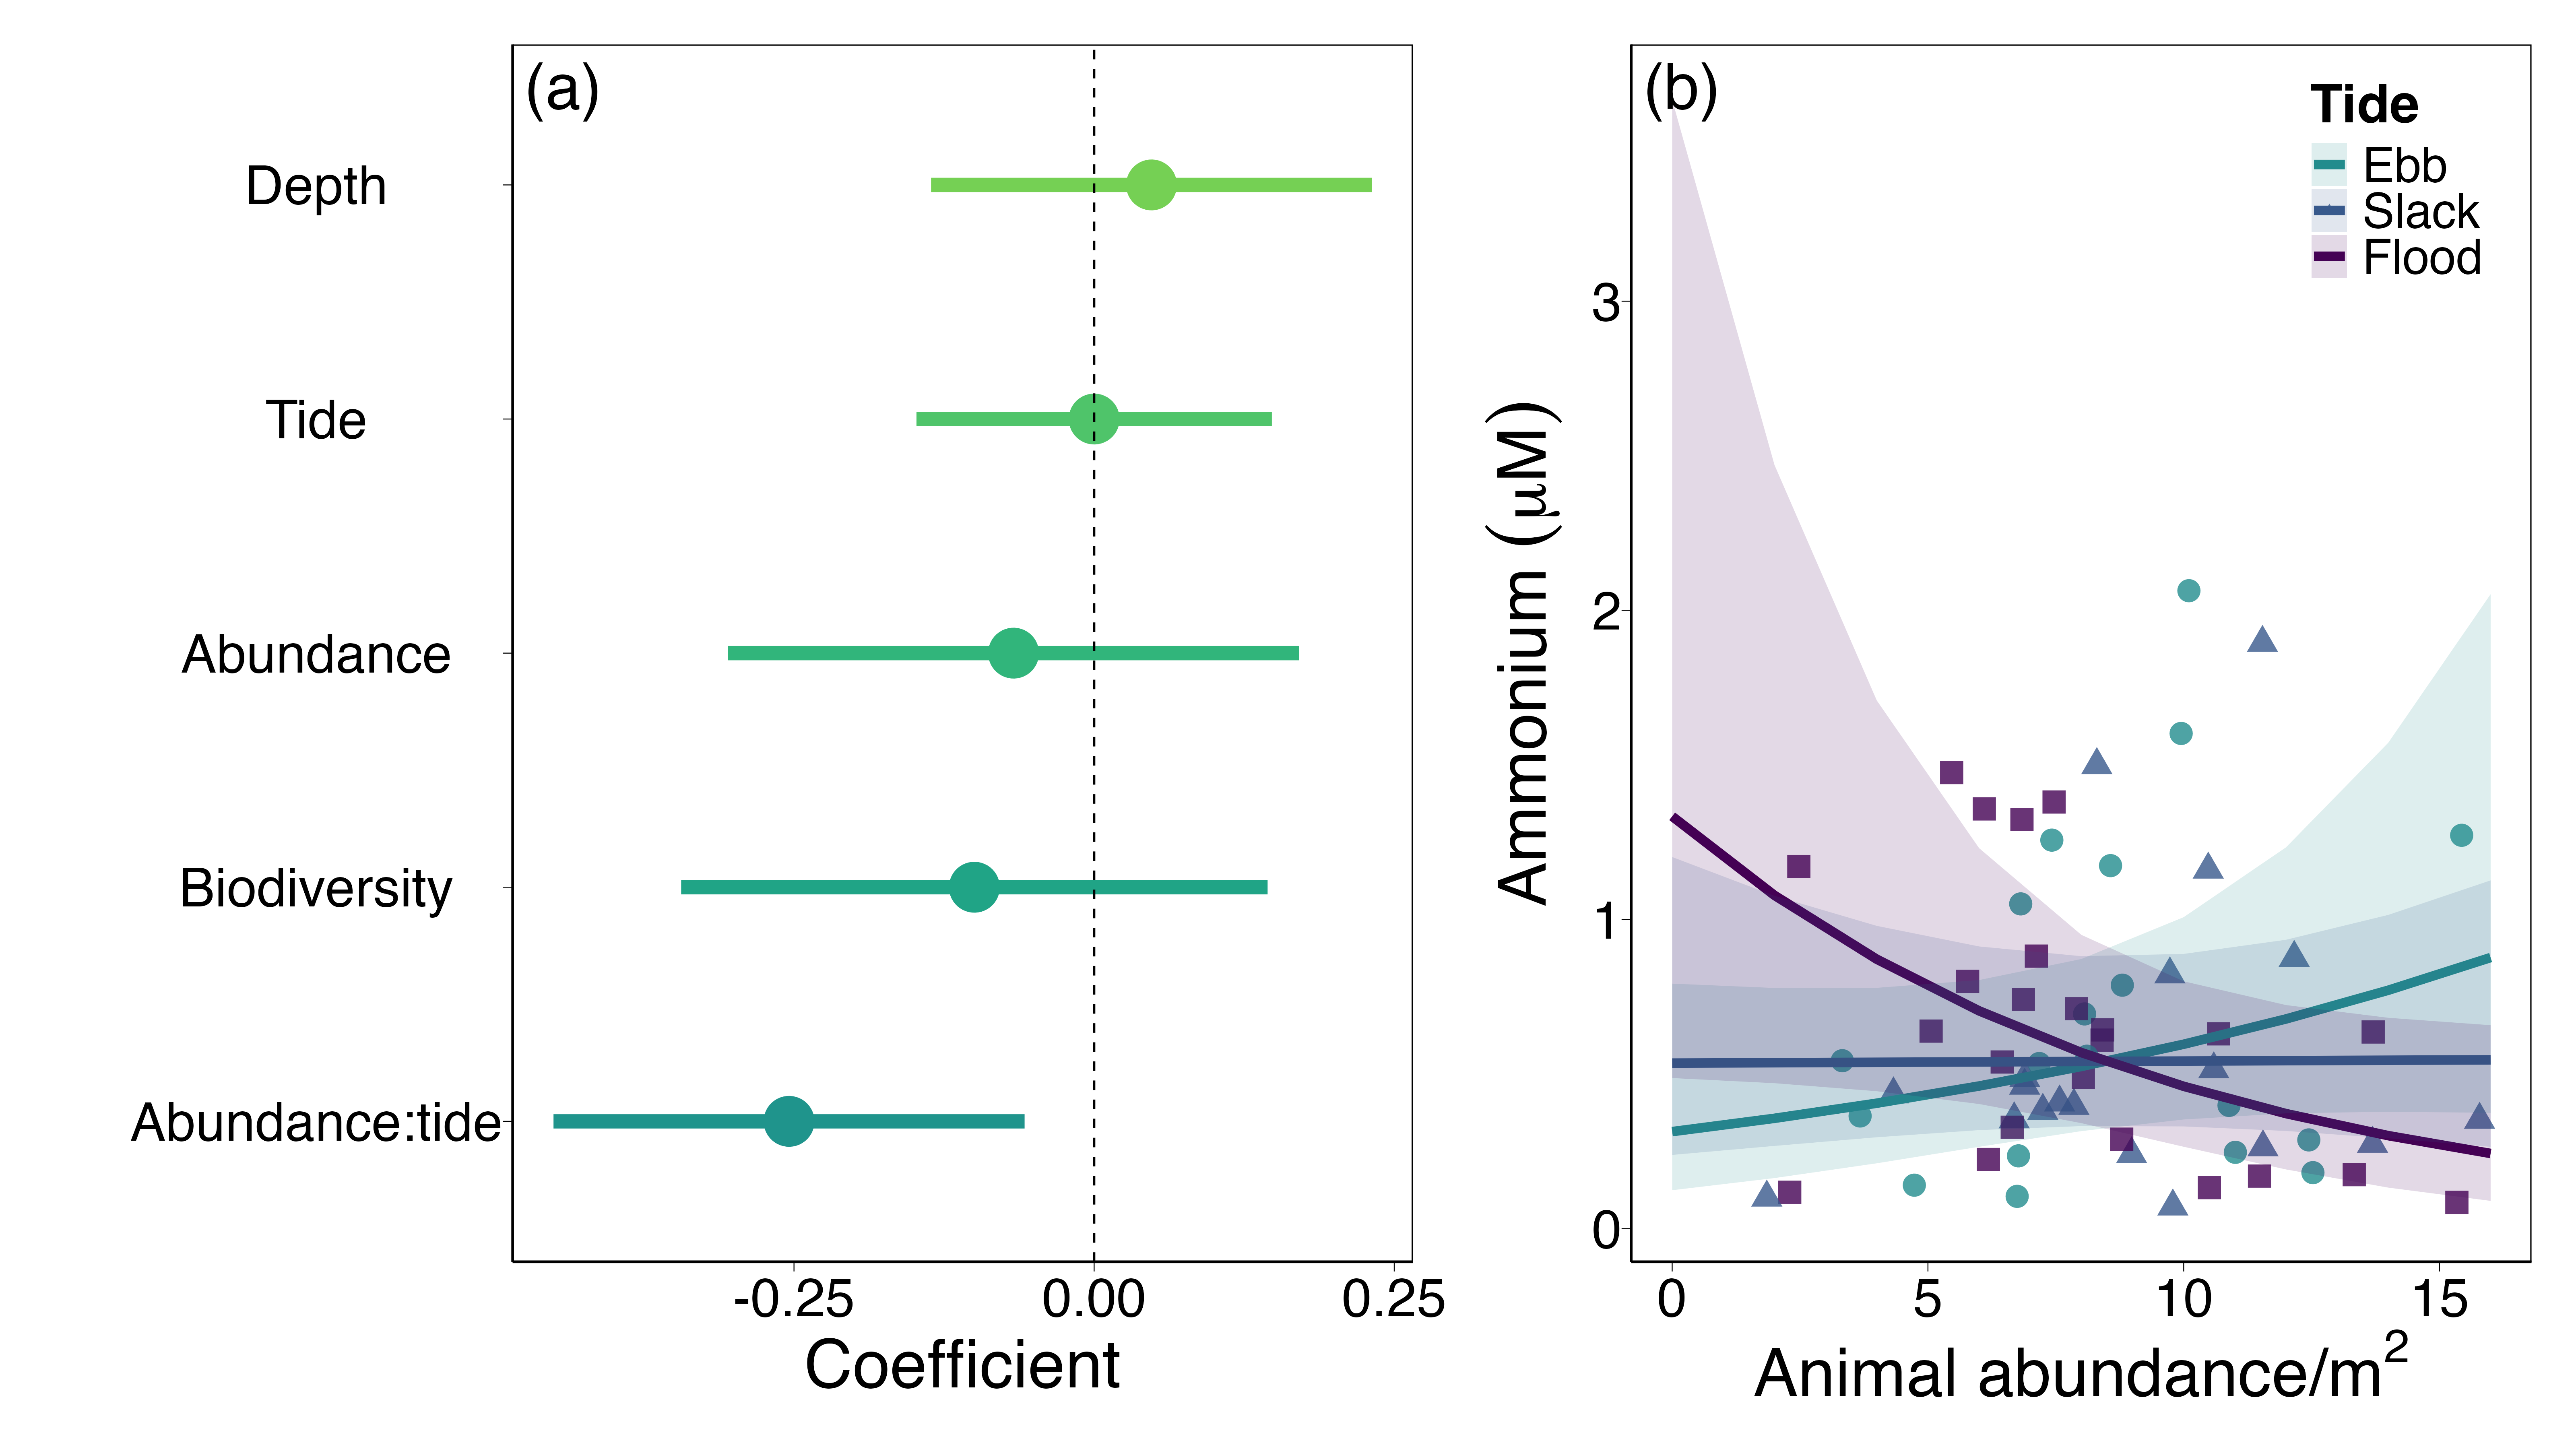 (a)
Depth
Tide
Abundance
Biodiversity
Abundance:tide
-0.25 0.00 0.25
Coefficient
(b)
Tide
Ebb
Slack
Flood
Ammonium (μM)
3
2
1
0
0 5 10 15
Animal abundance/m²